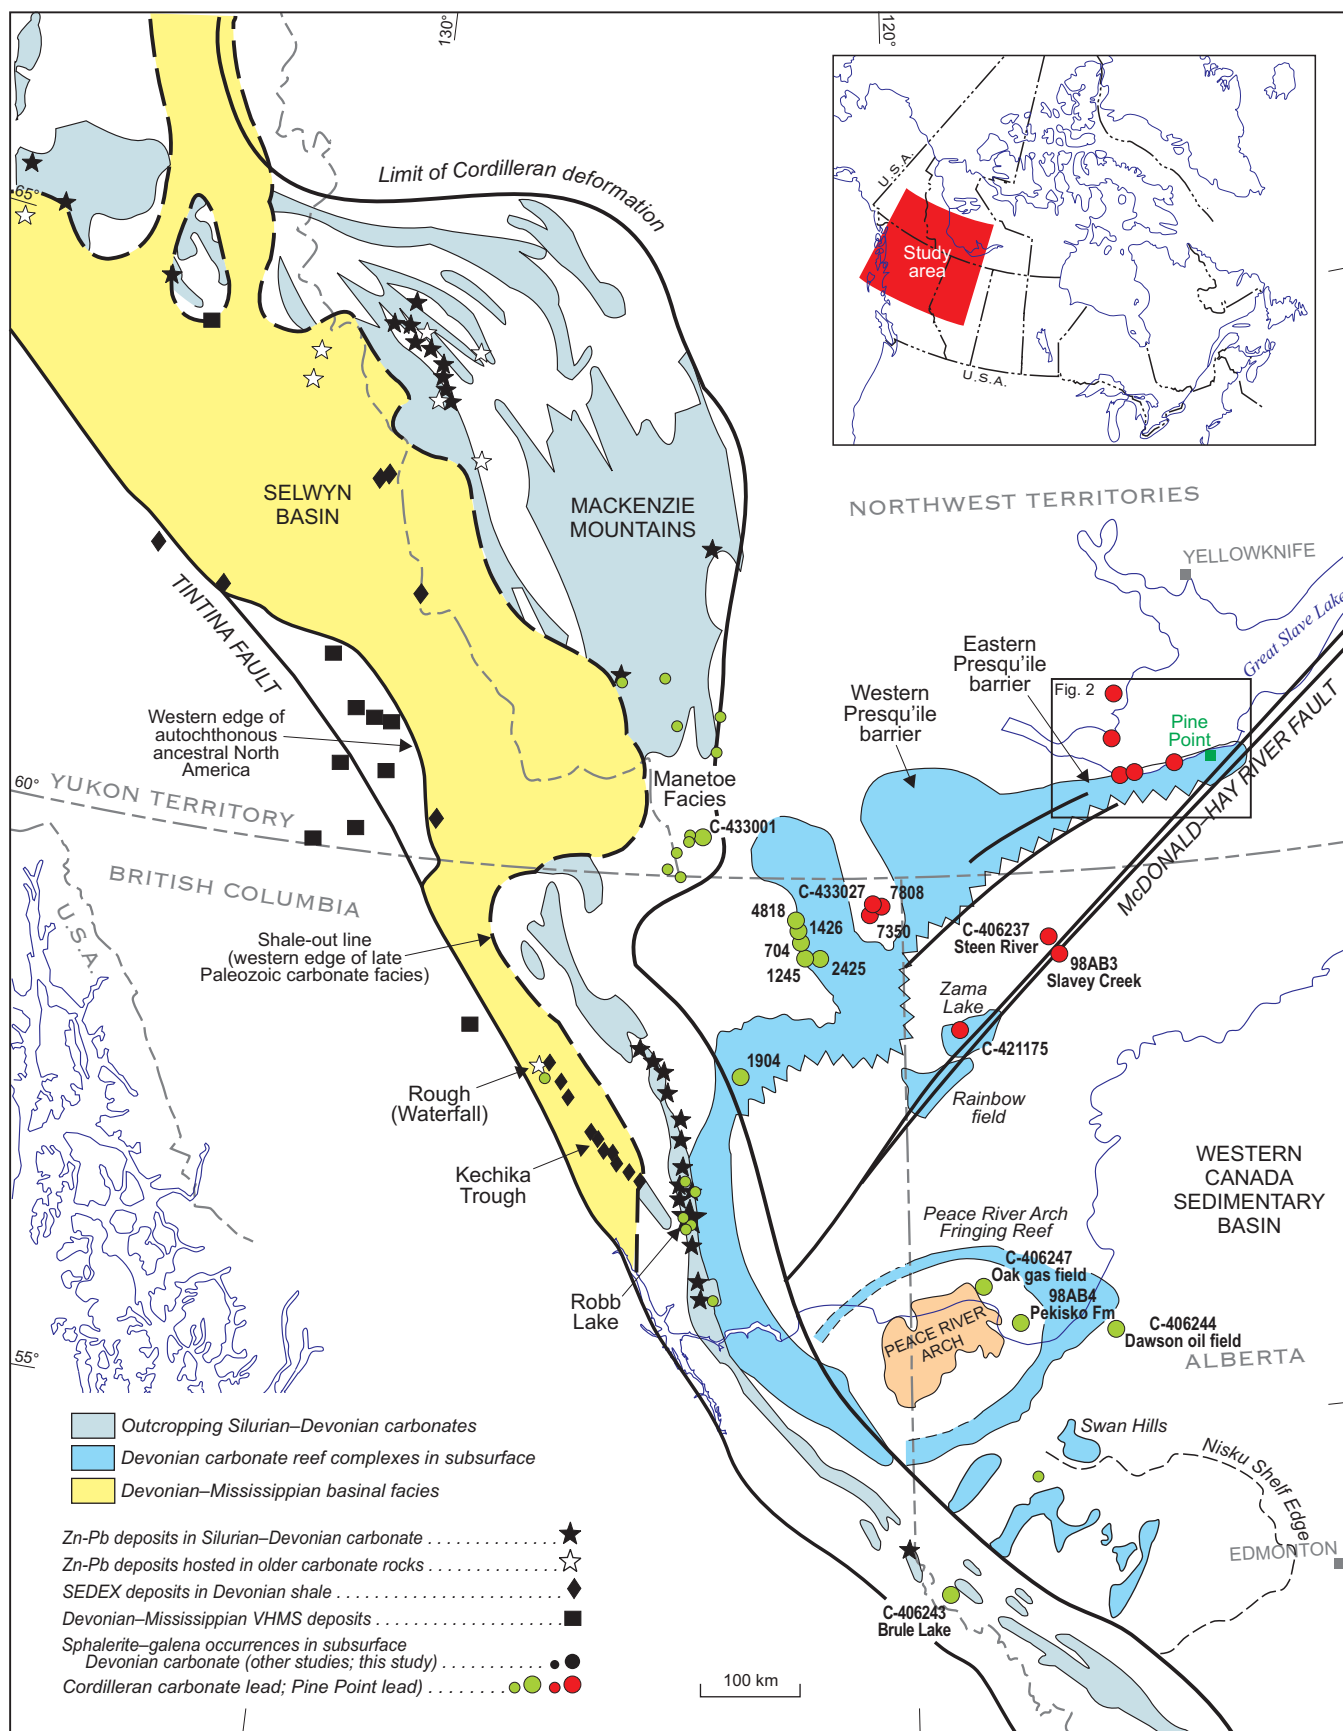 130°
120°
U.S.A.
Study
area
U.S.A.
Limit of Cordilleran deformation
65°
SELWYN
BASIN
MACKENZIE
MOUNTAINS
NORTHWEST TERRITORIES
YELLOWKNIFE
Great Slave Lake
TINTINA FAULT
Eastern
Presqu'ile
barrier
Western
Presqu'ile
barrier
Fig. 2
Pine
Point
McDONALD–HAY RIVER FAULT
Western edge of
autochthonous
ancestral North
America
60°
YUKON TERRITORY
Manetoe
Facies
C-433001
BRITISH COLUMBIA
U.S.A.
Shale-out line
(western edge of late
Paleozoic carbonate facies)
C-433027
7808
4818
1426
7350
704
1245
2425
C-406237
Steen River
98AB3
Slavey Creek
Zama
Lake
C-421175
1904
Rainbow
field
Rough
(Waterfall)
Kechika
Trough
WESTERN
CANADA
SEDIMENTARY
BASIN
Peace River Arch
Fringing Reef
C-406247
Oak gas field
98AB4
Pekisko Fm
C-406244
Dawson oil field
PEACE RIVER
ARCH
Robb
Lake
55°
ALBERTA
Swan Hills
Nisku Shelf Edge
EDMONTON
C-406243
Brule Lake
Outcropping Silurian–Devonian carbonates
Devonian carbonate reef complexes in subsurface
Devonian–Mississippian basinal facies
Zn-Pb deposits in Silurian–Devonian carbonate . . . . . . . . . . . . . .
Zn-Pb deposits hosted in older carbonate rocks . . . . . . . . . . . . . .
SEDEX deposits in Devonian shale . . . . . . . . . . . . . . . . . . . . . . . .
Devonian–Mississippian VHMS deposits . . . . . . . . . . . . . . . . . . . .
Sphalerite–galena occurrences in subsurface
Devonian carbonate (other studies; this study) . . . . . . . . . . .
Cordilleran carbonate lead; Pine Point lead) . . . . . . . .
100 km